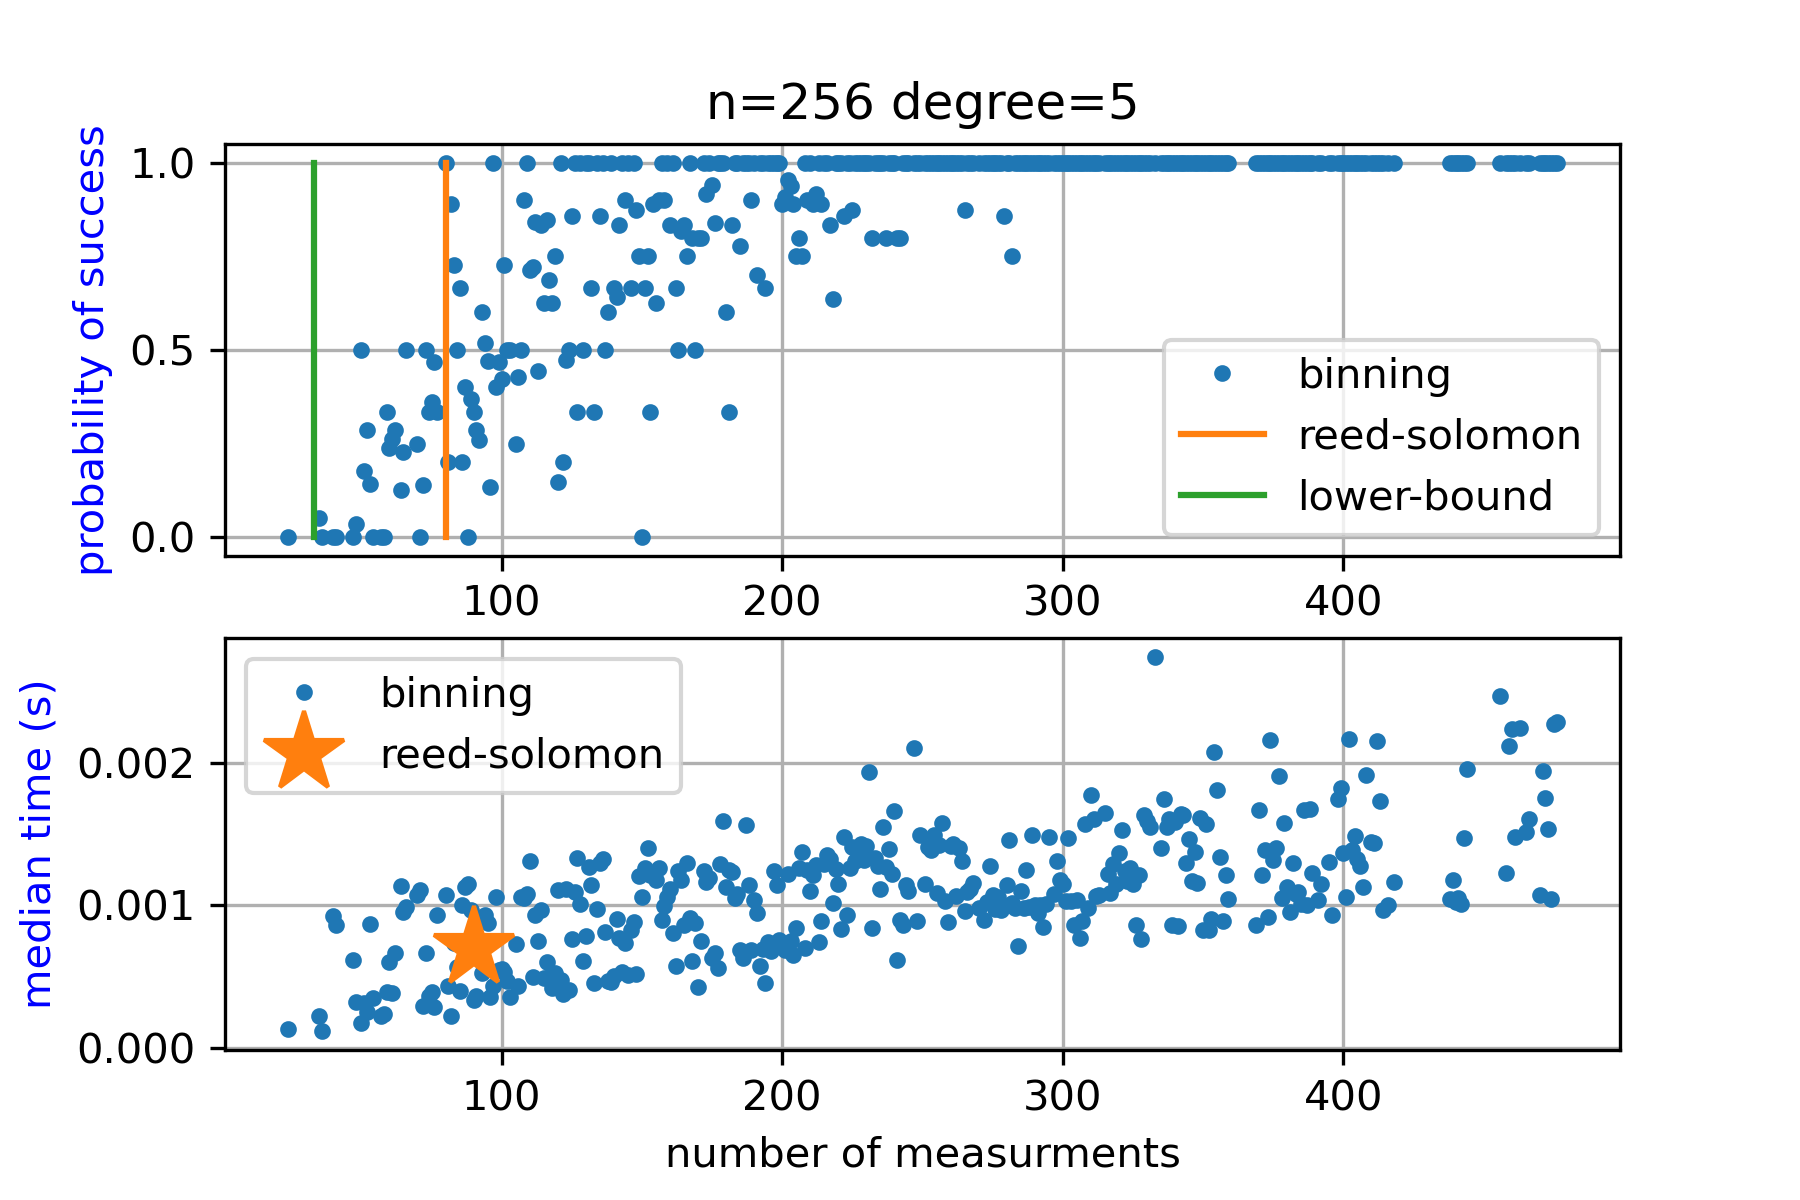 n=256 degree=5
probability of success
1.0
0.5
0.0
binning
reed-solomon
lower-bound
100 200 300 400
median time (s)
binning
reed-solomon
0.002
0.001
0.000
100 200 300 400
number of measurments